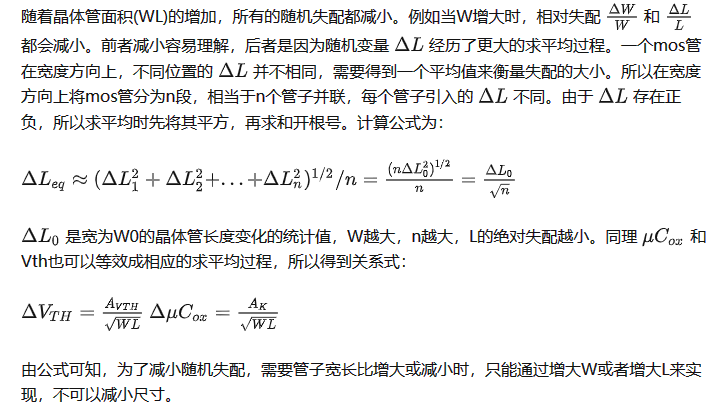 随着晶体管面积(WL)的增加，所有的随机失配都减小。例如当W增大时，相对失配 $\frac{\Delta W}{W}$ 和 $\frac{\Delta L}{L}$
都会减小。前者减小容易理解，后者是因为随机变量 $\Delta L$ 经历了更大的求平均过程。一个mos管
在宽度方向上，不同位置的 $\Delta L$ 并不相同，需要得到一个平均值来衡量失配的大小。所以在宽度
方向上将mos管分为n段，相当于n个管子并联，每个管子引入的 $\Delta L$ 不同。由于 $\Delta L$ 存在正
负，所以求平均时先将其平方，再求和开根号。计算公式为：
$\Delta L_{eq} \approx (\Delta L_1^2 + \Delta L_2^2 + \ldots + \Delta L_n^2)^{1/2}/n = \frac{(n\Delta L_0^2)^{1/2}}{n} = \frac{\Delta L_0}{\sqrt{n}}$
$\Delta L_0$ 是宽为W0的晶体管长度变化的统计值，W越大，n越大，L的绝对失配越小。同理 $\mu C_{ox}$ 和
Vth也可以等效成相应的求平均过程，所以得到关系式：
$\Delta V_{TH} = \frac{A_{VTH}}{\sqrt{WL}}$ $\Delta \mu C_{ox} = \frac{A_K}{\sqrt{WL}}$
由公式可知，为了减小随机失配，需要管子宽长比增大或减小时，只能通过增大W或者增大L来实
现，不可以减小尺寸。